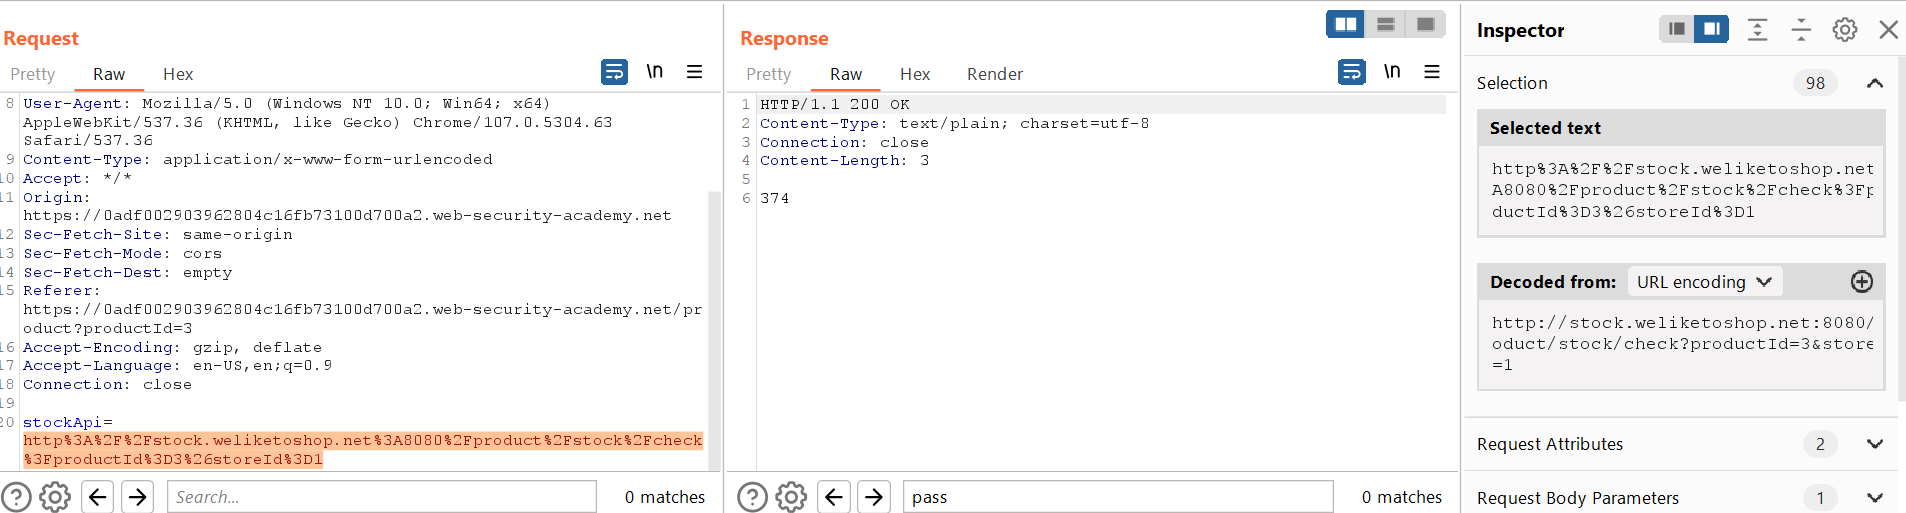 Request
Pretty Raw Hex \n
8 User-Agent: Mozilla/5.0 (Windows NT 10.0; Win64; x64)
AppleWebKit/537.36 (KHTML, like Gecko) Chrome/107.0.5304.63
Safari/537.36
9 Content-Type: application/x-www-form-urlencoded
10 Accept: */*
11 Origin:
https://0adf002903962804c16fb73100d700a2.web-security-academy.net
12 Sec-Fetch-Site: same-origin
13 Sec-Fetch-Mode: cors
14 Sec-Fetch-Dest: empty
15 Referer:
https://0adf002903962804c16fb73100d700a2.web-security-academy.net/pr
oduct?productId=3
16 Accept-Encoding: gzip, deflate
17 Accept-Language: en-US,en;q=0.9
18 Connection: close
19
20 stockApi=
http%3A%2F%2Fstock.weliketoshop.net%3A8080%2Fproduct%2Fstock%2Fcheck
%3FproductId%3D3%26storeId%3D1
? Search... 0 matches
Response
Pretty Raw Hex Render \n
1 HTTP/1.1 200 OK
2 Content-Type: text/plain; charset=utf-8
3 Connection: close
4 Content-Length: 3
5
6 374
? pass 0 matches
Inspector
Selection 98
Selected text
http%3A%2F%2Fstock.weliketoshop.net
A8080%2Fproduct%2Fstock%2Fcheck%3Fp
ductId%3D3%26storeId%3D1
Decoded from: URL encoding
http://stock.weliketoshop.net:8080/
oduct/stock/check?productId=3&store
=1
Request Attributes 2
Request Body Parameters 1